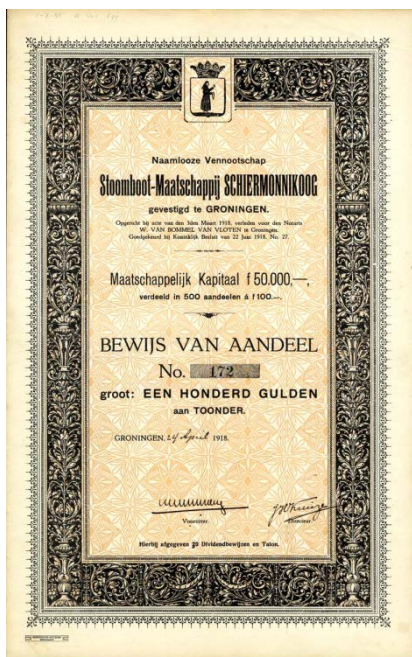 Naamlooze Vennootschap
Stoomboot-Maatschappij SCHIERMONNIKOOG
gevestigd te GRONINGEN.
Opgericht bij acte van den 3den Maart 1918, verleden voor den Notaris
W. VAN BOMMEL VAN VLOTEN te Groningen.
Goedgekeurd bij Koninklijk Besluit van 22 Juni 1918, No. 27.
Maatschappelijk Kapitaal f 50.000,—,
verdeeld in 500 aandeelen á f 100.—.
BEWIJS VAN AANDEEL
No. 172
groot: EEN HONDERD GULDEN
aan TOONDER.
GRONINGEN, 24 April 1918.
Voorzitter.
Directeur.
Hierbij afgegeven 25 Dividendbewijzen en Talon.